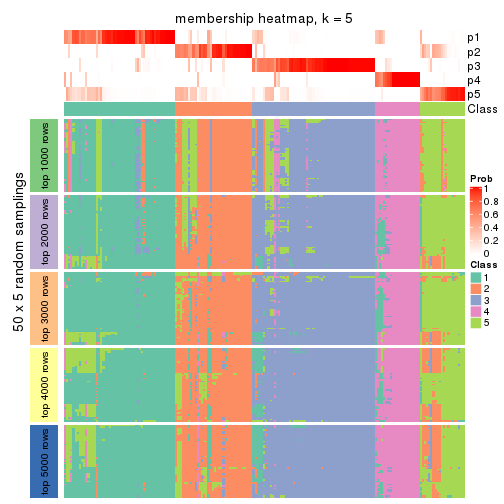 membership heatmap, k = 5
p1
p2
p3
p4
p5
Class
50 x 5 random samplings
top 1000 rows
top 2000 rows
top 3000 rows
top 4000 rows
top 5000 rows
Prob
1
0.8
0.6
0.4
0.2
0
Class
1
2
3
4
5